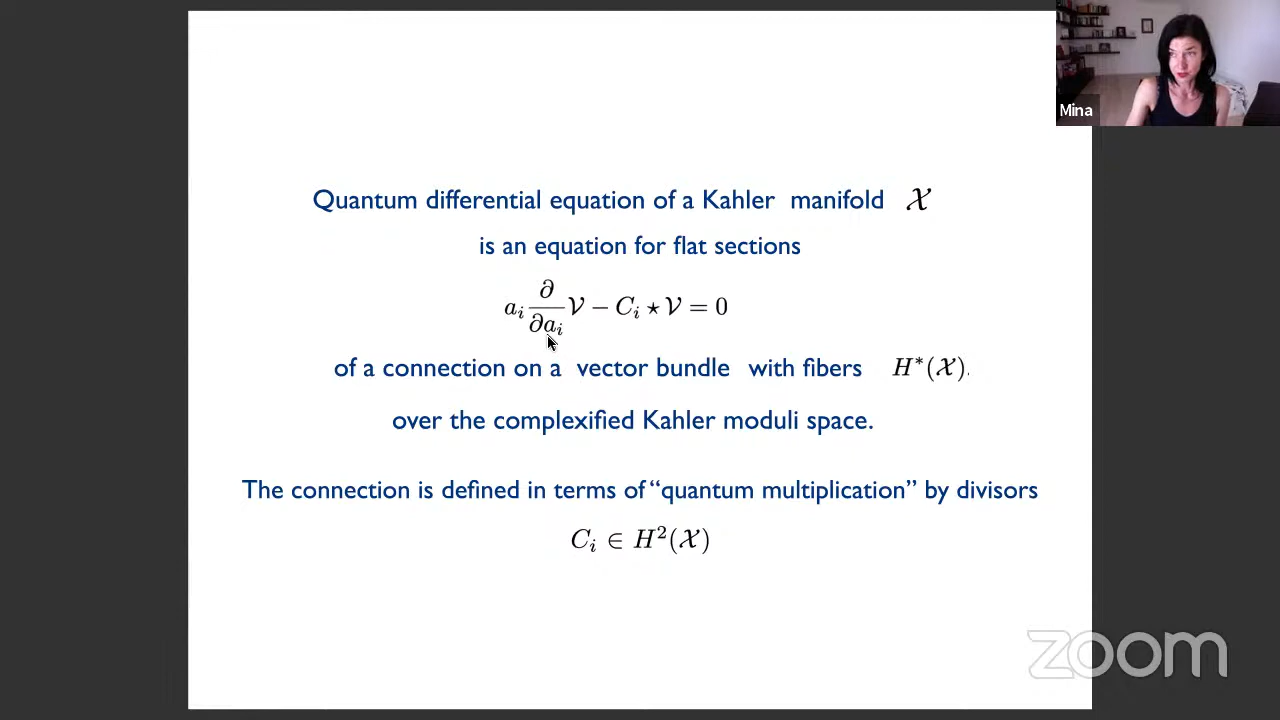 Mina
Quantum differential equation of a Kahler manifold 𝒳
is an equation for flat sections
a_i ∂/∂a_i 𝒱 − C_i ⋆ 𝒱 = 0
of a connection on a vector bundle with fibers H*(𝒳).
over the complexified Kahler moduli space.
The connection is defined in terms of “quantum multiplication” by divisors
C_i ∈ H²(𝒳)
zoom